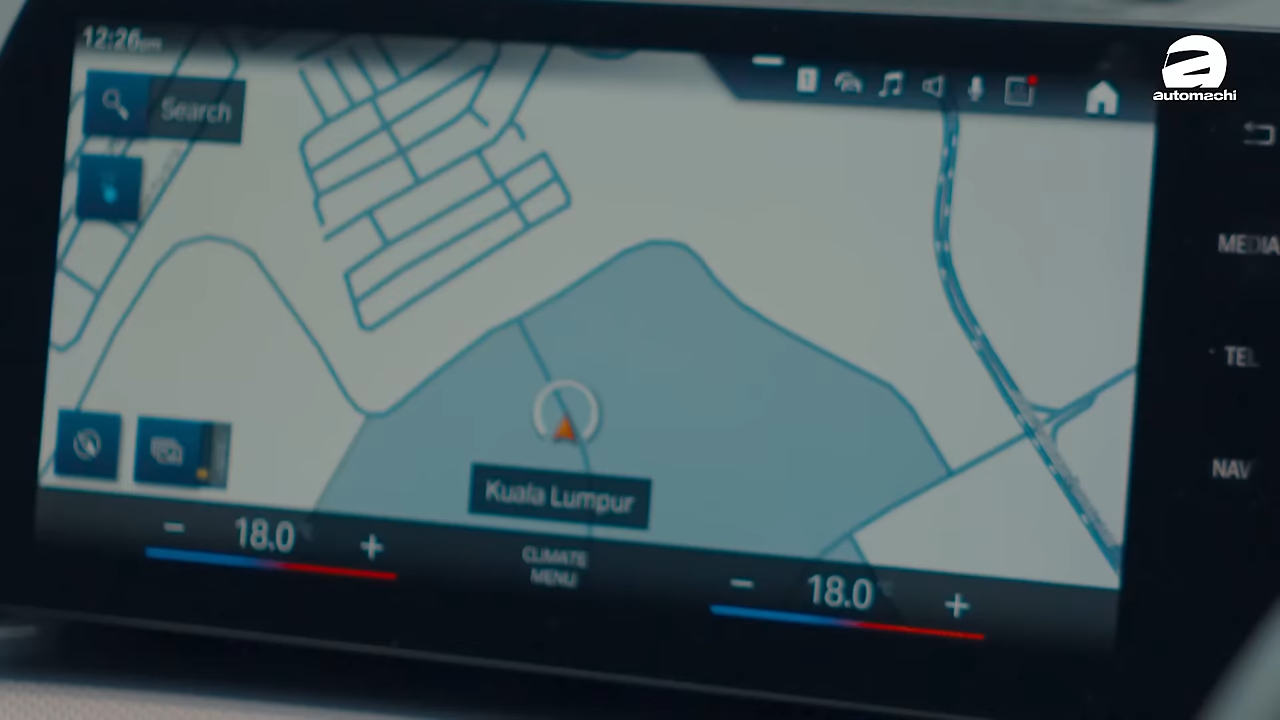 12:26pm
automachi
Search
MEDIA
TEL
NAV
Kuala Lumpur
18.0
CLIMATE
MENU
18.0